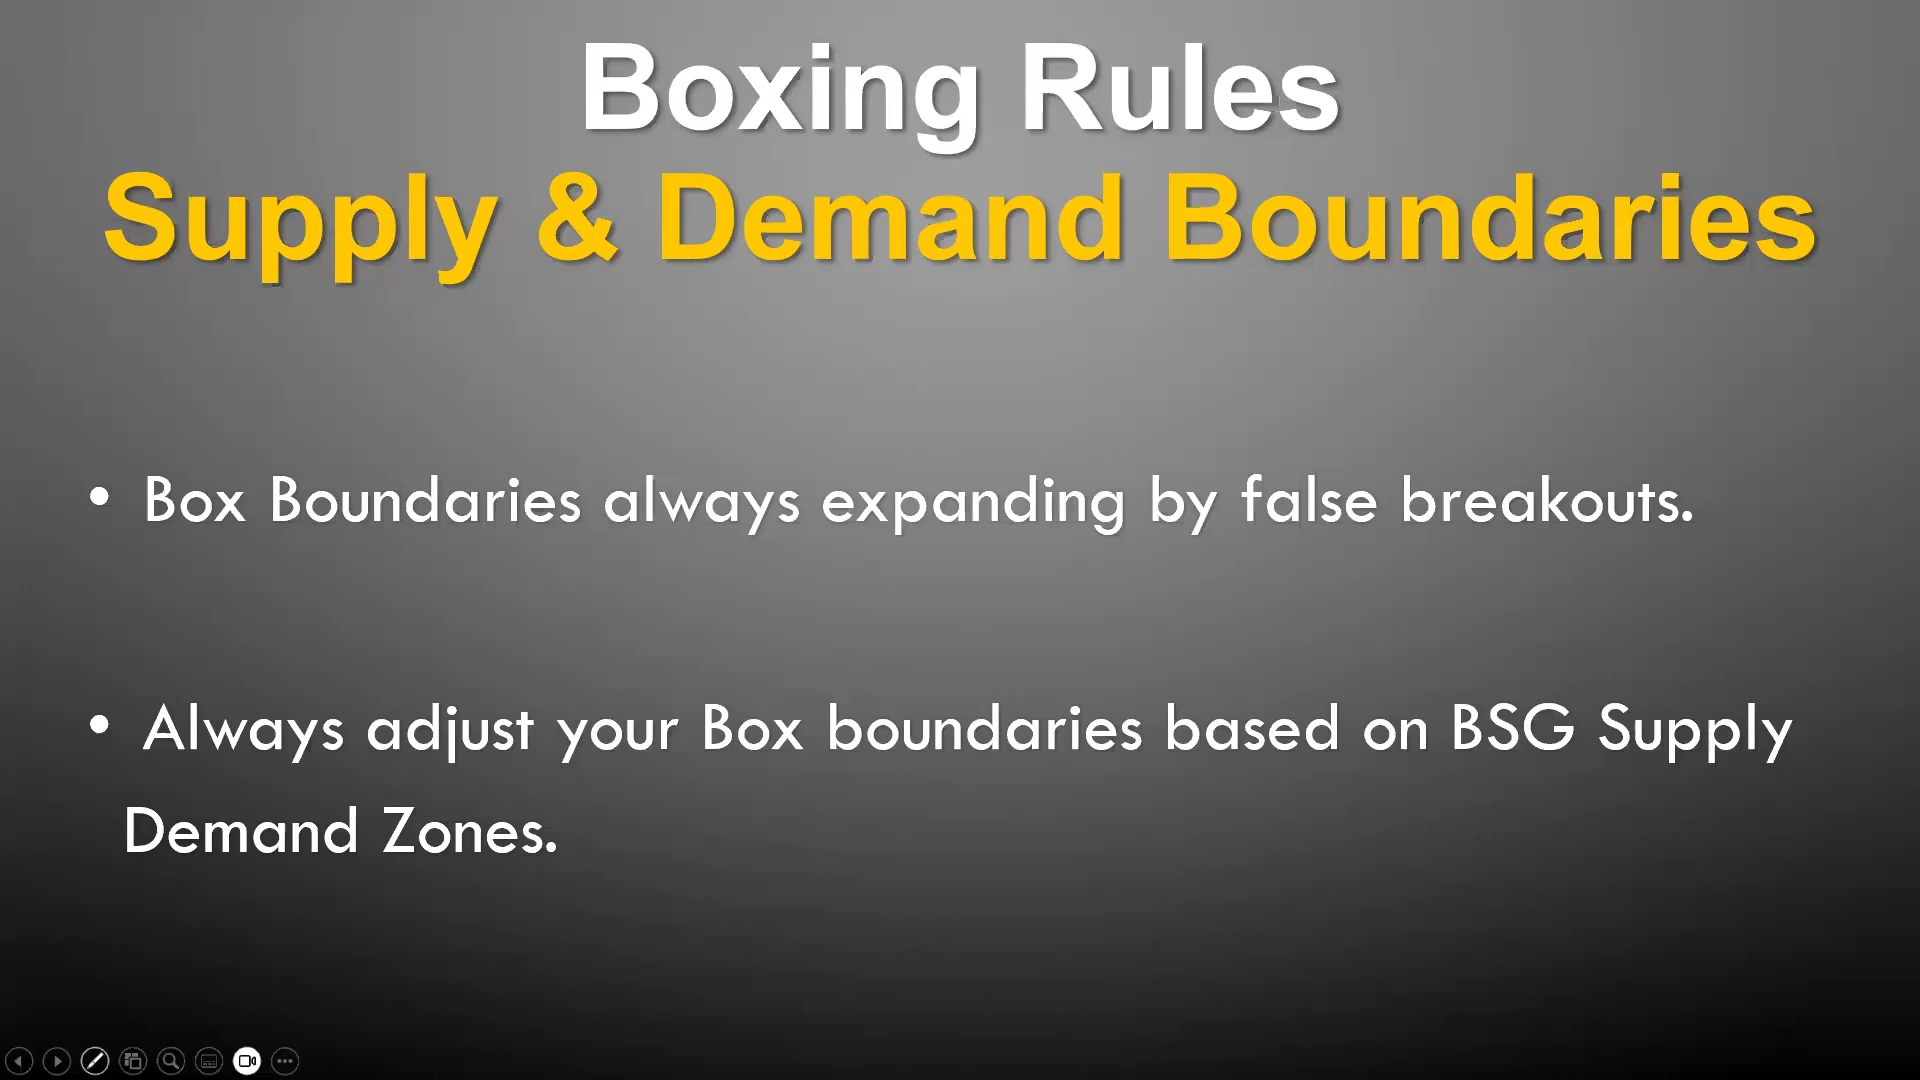 Boxing Rules
Supply & Demand Boundaries
• Box Boundaries always expanding by false breakouts.
• Always adjust your Box boundaries based on BSG Supply
Demand Zones.